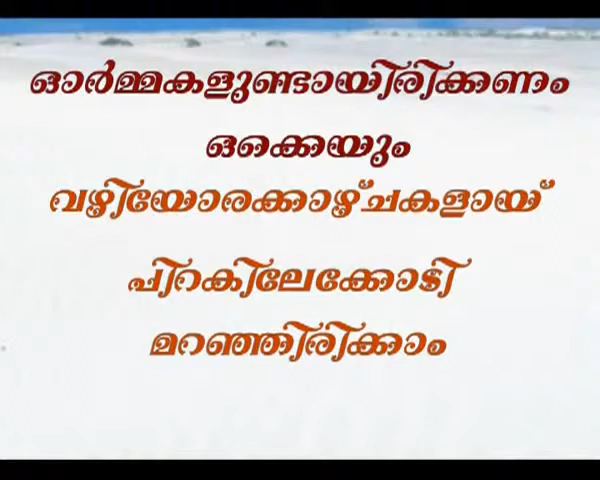 ഓർമ്മകളുണ്ടായിരിക്കണം
ഒക്കെയും
വഴിയോരക്കാഴ്ചകളായ്
പിറകിലേക്കോടി
മറഞ്ഞിരിക്കാം